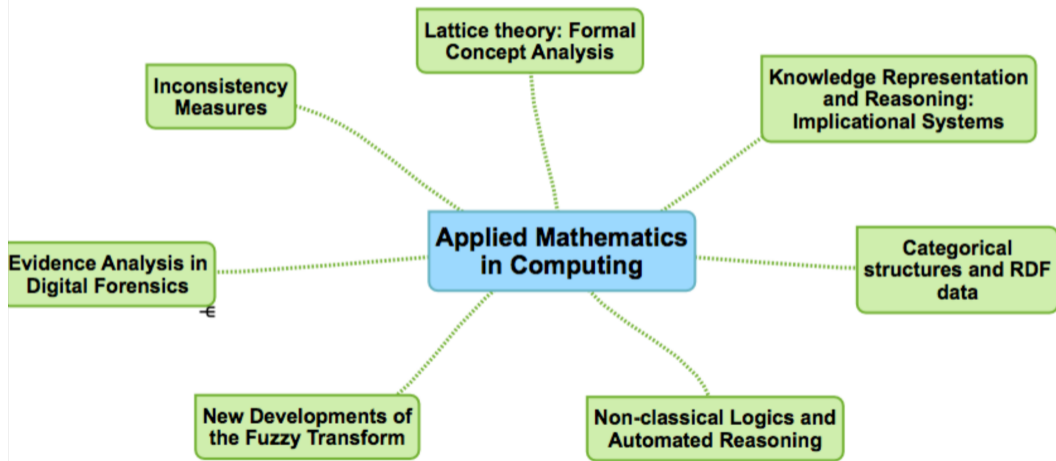 Lattice theory: Formal
Concept Analysis
Inconsistency
Measures
Knowledge Representation
and Reasoning:
Implicational Systems
Applied Mathematics
in Computing
Evidence Analysis in
Digital Forensics
Categorical
structures and RDF
data
New Developments of
the Fuzzy Transform
Non-classical Logics and
Automated Reasoning